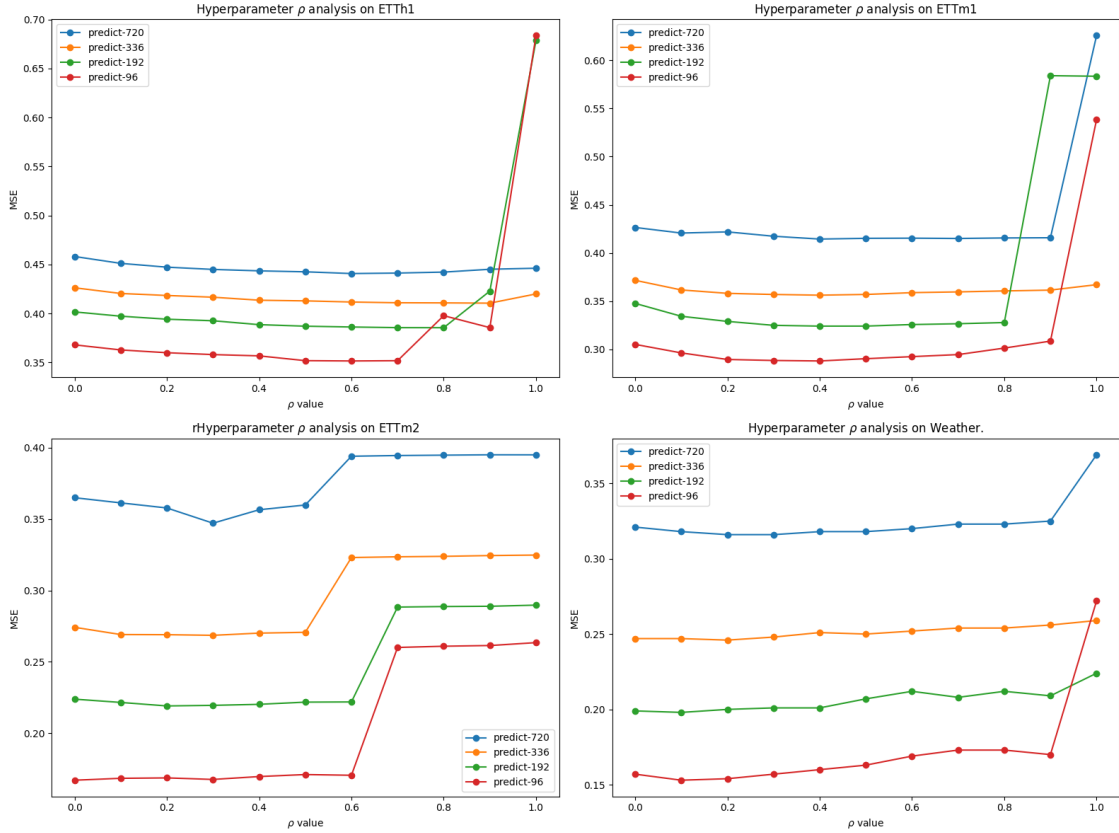 Hyperparameter ρ analysis on ETTh1
0.70
0.65
0.60
0.55
0.50
0.45
0.40
0.35
MSE
predict-720
predict-336
predict-192
predict-96
0.0 0.2 0.4 0.6 0.8 1.0
ρ value
Hyperparameter ρ analysis on ETTm1
0.60
0.55
0.50
0.45
0.40
0.35
0.30
MSE
predict-720
predict-336
predict-192
predict-96
0.0 0.2 0.4 0.6 0.8 1.0
ρ value
rHyperparameter ρ analysis on ETTm2
0.40
0.35
0.30
0.25
0.20
MSE
predict-720
predict-336
predict-192
predict-96
0.0 0.2 0.4 0.6 0.8 1.0
ρ value
Hyperparameter ρ analysis on Weather.
0.35
0.30
0.25
0.20
0.15
MSE
predict-720
predict-336
predict-192
predict-96
0.0 0.2 0.4 0.6 0.8 1.0
ρ value